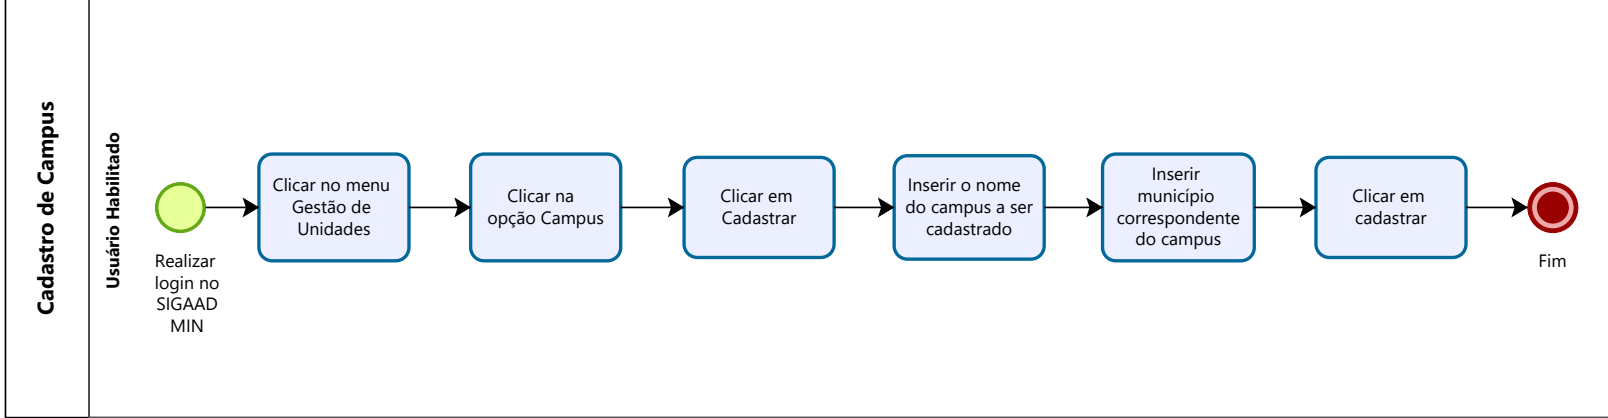 Cadastro de Campus
Usuário Habilitado
Realizar
login no
SIGAAD
MIN
Clicar no menu
Gestão de
Unidades
Clicar na
opção Campus
Clicar em
Cadastrar
Inserir o nome
do campus a ser
cadastrado
Inserir
município
correspondente
do campus
Clicar em
cadastrar
Fim